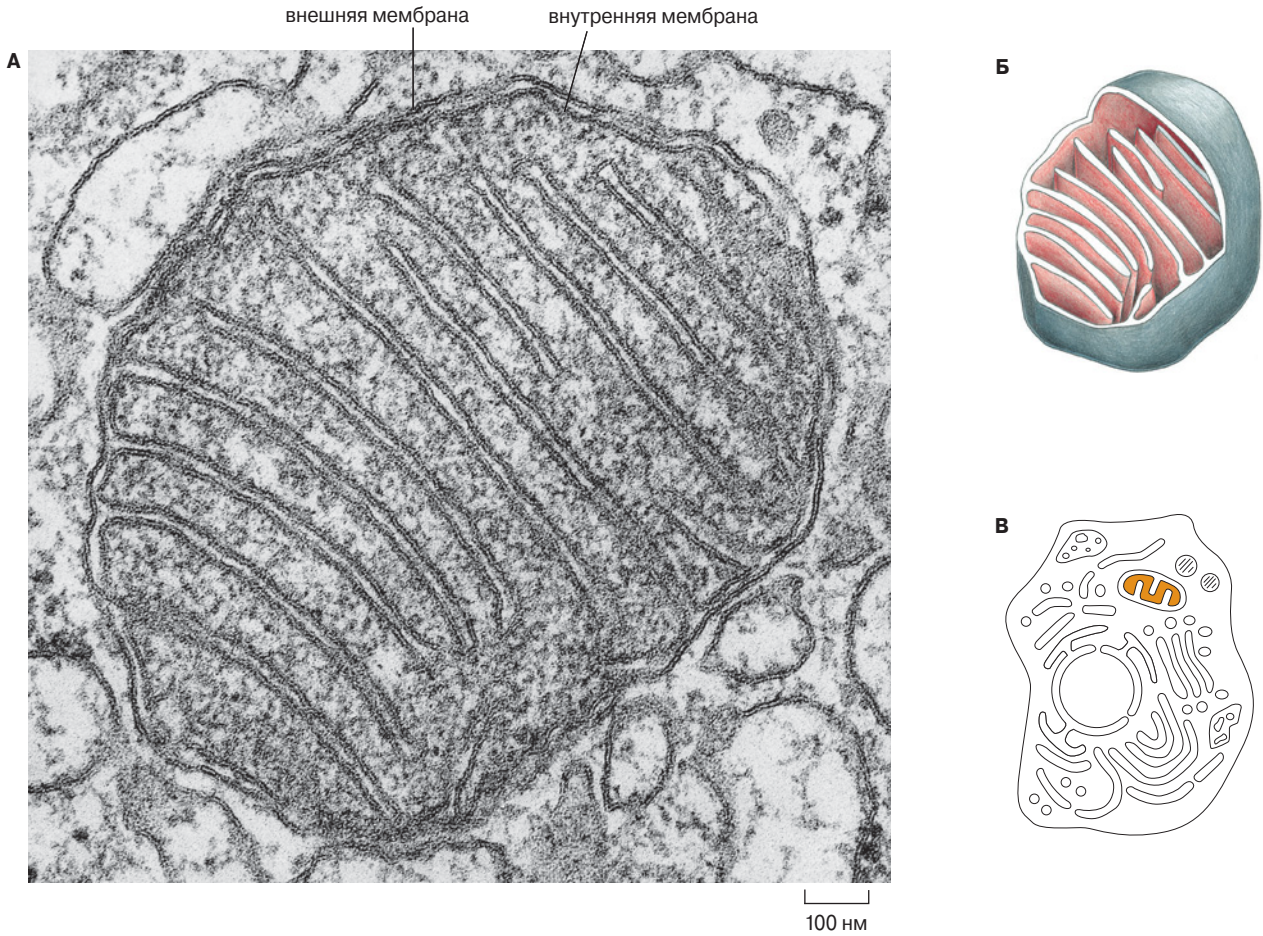 внешняя мембрана
внутренняя мембрана
А
Б
В
100 нм